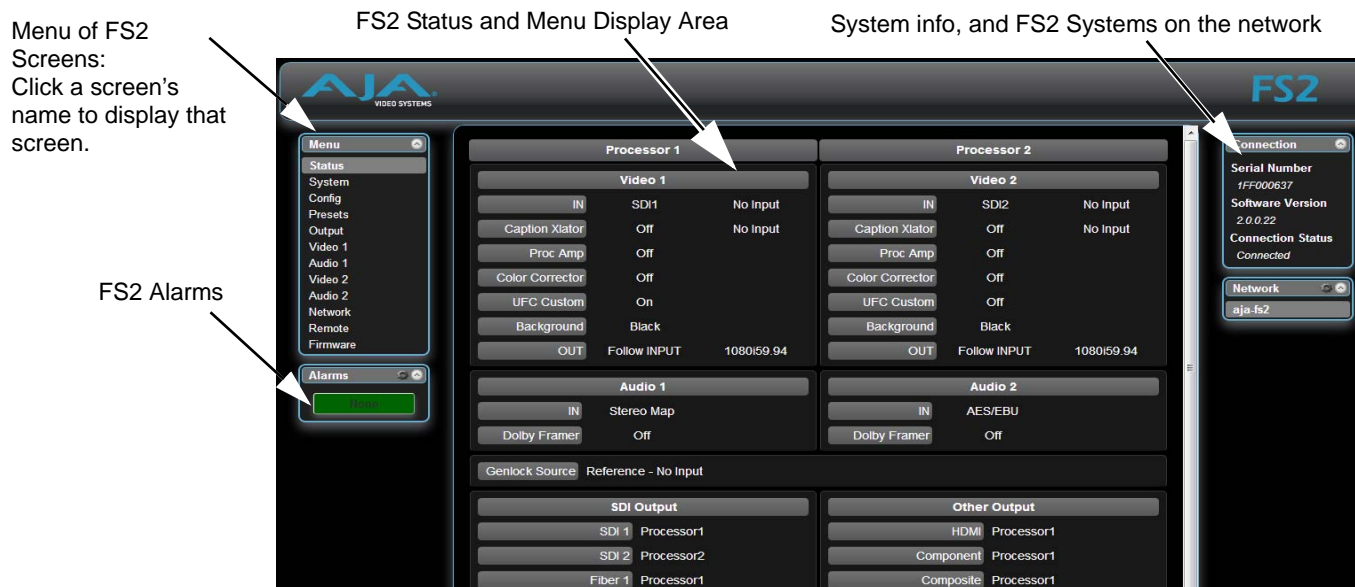 Menu of FS2
Screens:
Click a screen's
name to display that
screen.
FS2 Status and Menu Display Area
System info, and FS2 Systems on the network
FS2 Alarms
AJA
VIDEO SYSTEMS
FS2
Menu
Status
System
Config
Presets
Output
Video 1
Audio 1
Video 2
Audio 2
Network
Remote
Firmware
Alarms
None
Processor 1
Video 1
IN SDI1 No Input
Caption Xlator Off No Input
Proc Amp Off
Color Corrector Off
UFC Custom On
Background Black
OUT Follow INPUT 1080i59.94
Audio 1
IN Stereo Map
Dolby Framer Off
Processor 2
Video 2
IN SDI2 No Input
Caption Xlator Off No Input
Proc Amp Off
Color Corrector Off
UFC Custom Off
Background Black
OUT Follow INPUT 1080i59.94
Audio 2
IN AES/EBU
Dolby Framer Off
Genlock Source Reference - No Input
SDI Output
SDI 1 Processor1
SDI 2 Processor2
Fiber 1 Processor1
Other Output
HDMI Processor1
Component Processor1
Composite Processor1
Connection
Serial Number
1FF000637
Software Version
2.0.0.22
Connection Status
Connected
Network
aja-fs2